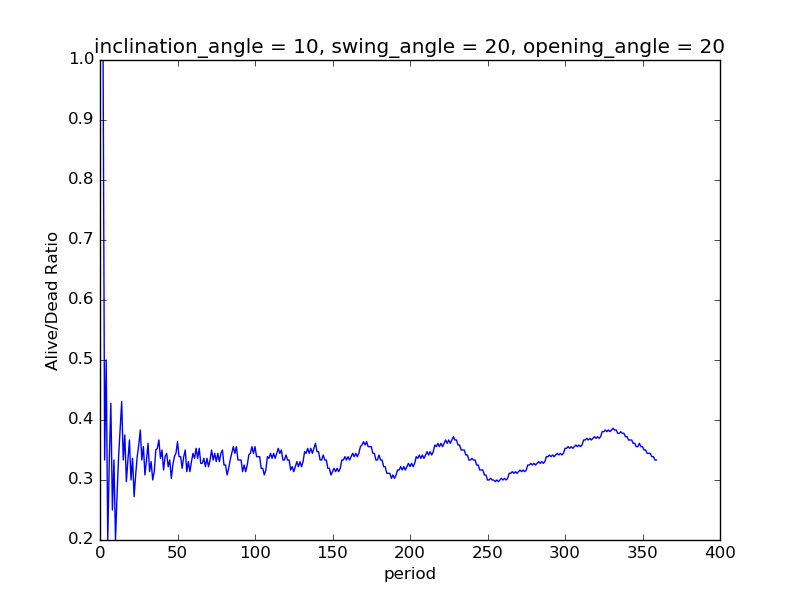 inclination_angle = 10, swing_angle = 20, opening_angle = 20
1.0
0.9
0.8
0.7
0.6
0.5
0.4
0.3
0.2
Alive/Dead Ratio
0 50 100 150 200 250 300 350 400
period